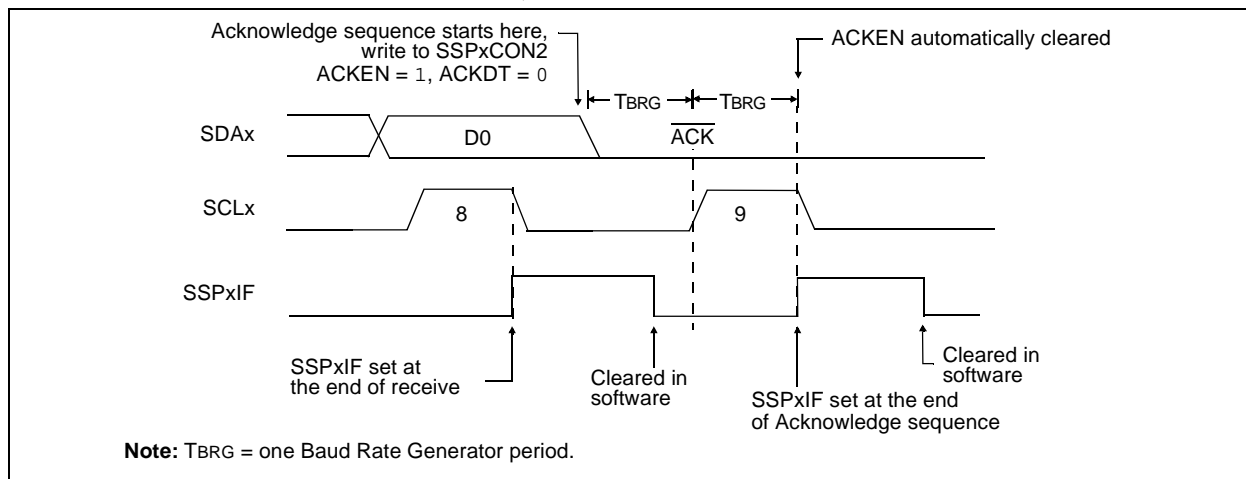 Acknowledge sequence starts here,
write to SSPxCON2
ACKEN = 1, ACKDT = 0
ACKEN automatically cleared
TBRG
TBRG
SDAx
D0
ACK
SCLx
8
9
SSPxIF
SSPxIF set at
the end of receive
Cleared in
software
SSPxIF set at the end
of Acknowledge sequence
Cleared in
software
Note: TBRG = one Baud Rate Generator period.